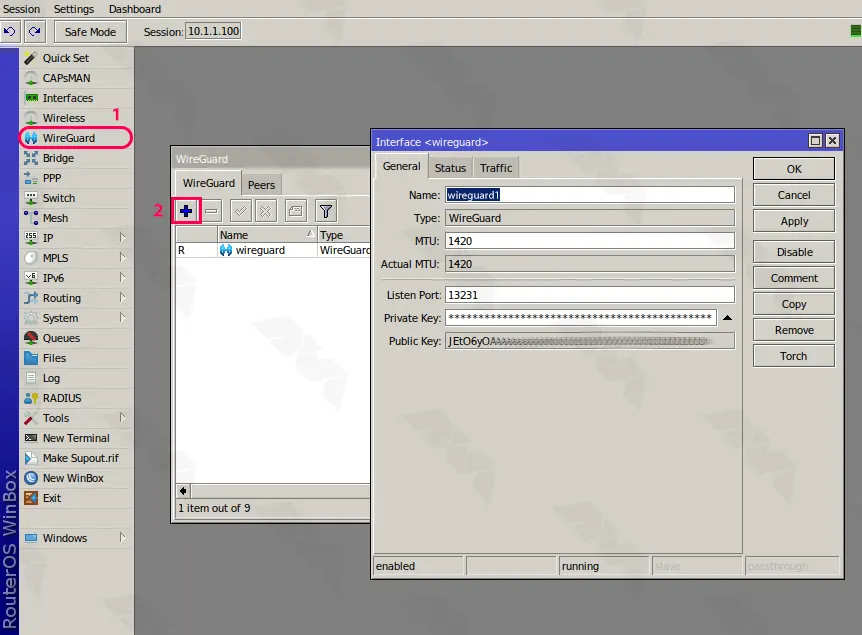 Session Settings Dashboard
Safe Mode Session: 10.1.1.100
Quick Set
CAPsMAN
Interfaces
Wireless
1
WireGuard
Bridge
PPP
Switch
Mesh
IP
MPLS
IPv6
Routing
System
Queues
Files
Log
RADIUS
Tools
New Terminal
Make Supout.rif
New WinBox
Exit
Windows
RouterOS WinBox
WireGuard
WireGuard Peers
2
Name Type
R wireguard WireGuard
1 item out of 9
Interface <wireguard>
General Status Traffic
Name: wireguard1
Type: WireGuard
MTU: 1420
Actual MTU: 1420
Listen Port: 13231
Private Key: ********************************************
Public Key: JEtO6yOA
OK
Cancel
Apply
Disable
Comment
Copy
Remove
Torch
enabled running slave passthrough